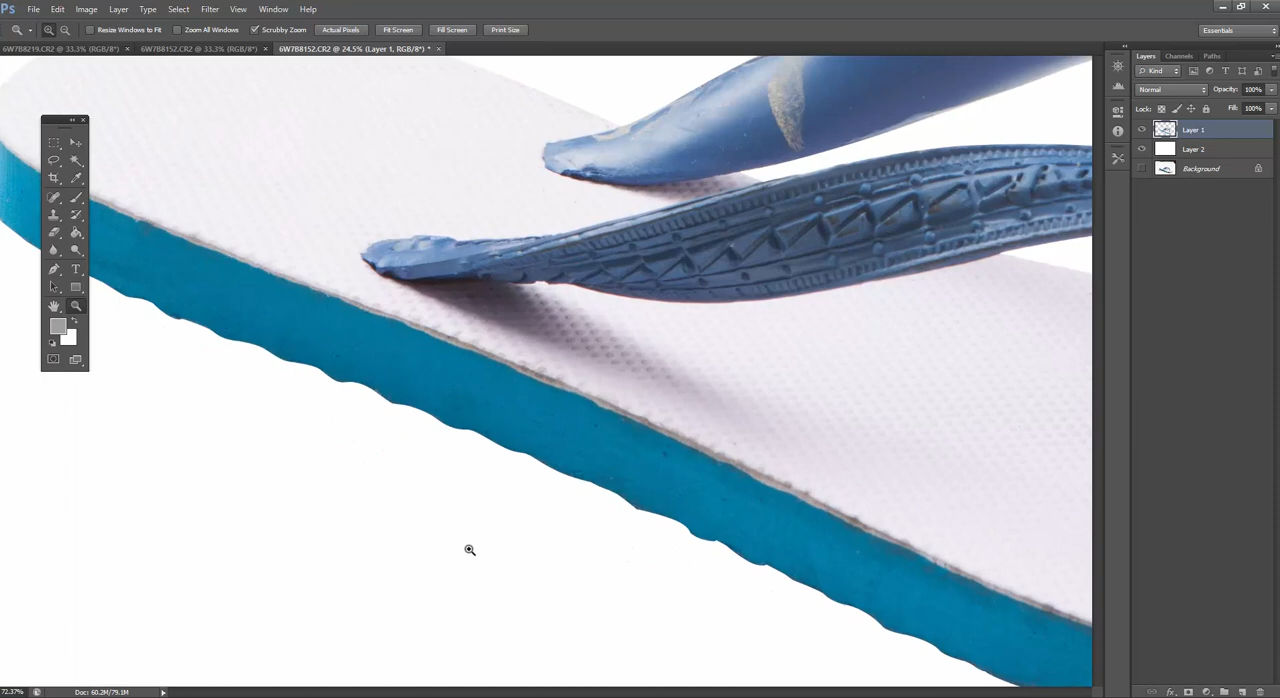 Ps File Edit Image Layer Type Select Filter View Window Help
Resize Windows to Fit Zoom All Windows Scrubby Zoom Actual Pixels Fit Screen Fill Screen Print Size Essentials
6W7B8219.CR2 @ 33.3% (RGB/8*) × 6W7B8152.CR2 @ 33.3% (RGB/8*) × 6W7B8152.CR2 @ 24.5% (Layer 1, RGB/8*) * ×
Layers Channels Paths
Kind
Normal Opacity: 100%
Lock: Fill: 100%
Layer 1
Layer 2
Background
72.37% Doc: 60.2M/79.1M